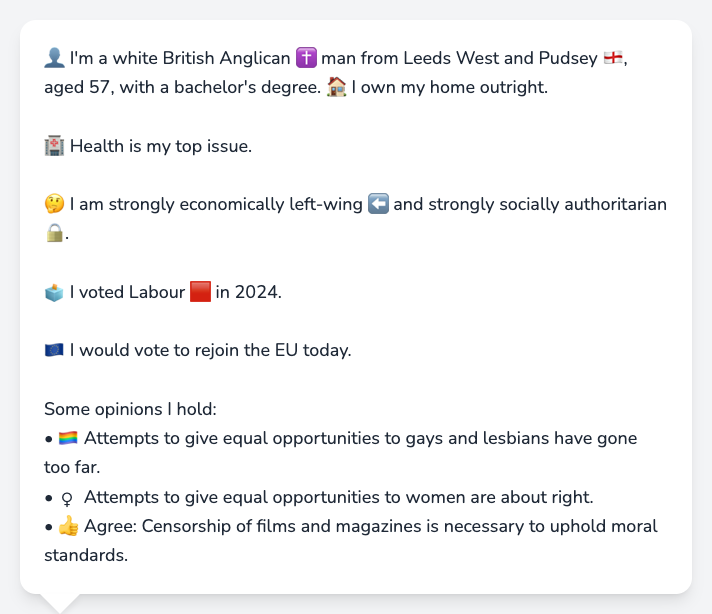 👤 I'm a white British Anglican ✝️ man from Leeds West and Pudsey 🏴󠁧󠁢󠁥󠁮󠁧󠁿,
aged 57, with a bachelor's degree. 🏠 I own my home outright.
🏥 Health is my top issue.
🤔 I am strongly economically left-wing ⬅️ and strongly socially authoritarian
🔒.
🗳️ I voted Labour 🟥 in 2024.
🇪🇺 I would vote to rejoin the EU today.
Some opinions I hold:
• 🏳️‍🌈 Attempts to give equal opportunities to gays and lesbians have gone
too far.
• ♀ Attempts to give equal opportunities to women are about right.
• 👍 Agree: Censorship of films and magazines is necessary to uphold moral
standards.